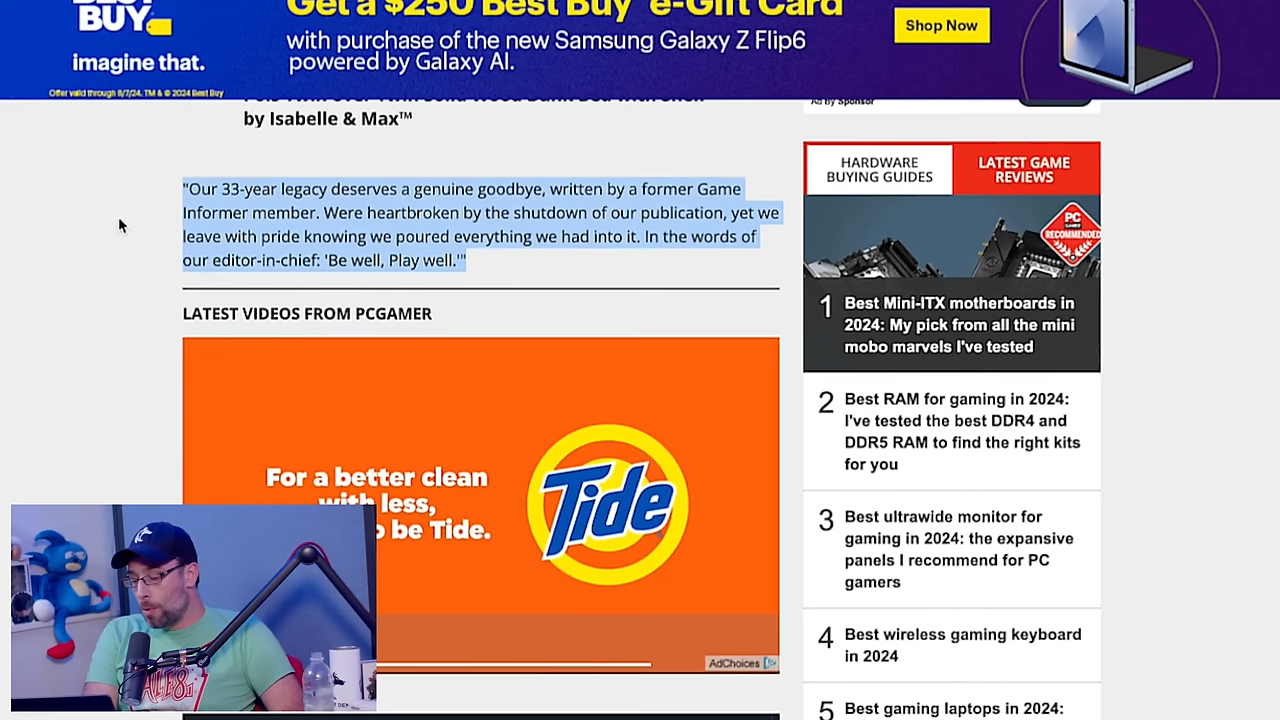 BEST
BUY
imagine that.
Offer valid through 8/7/24. TM & © 2024 Best Buy
Get a $250 Best Buy e-Gift Card
with purchase of the new Samsung Galaxy Z Flip6
powered by Galaxy AI.
Shop Now
by Isabelle & Max™
Ad By Sponsor
"Our 33-year legacy deserves a genuine goodbye, written by a former Game
Informer member. Were heartbroken by the shutdown of our publication, yet we
leave with pride knowing we poured everything we had into it. In the words of
our editor-in-chief: 'Be well, Play well.'"
LATEST VIDEOS FROM PCGAMER
For a better clean
with less,
to be Tide.
Tide
AdChoices
HARDWARE
BUYING GUIDES
LATEST GAME
REVIEWS
PC
GAMER
RECOMMENDED
1 Best Mini-ITX motherboards in
2024: My pick from all the mini
mobo marvels I've tested
2 Best RAM for gaming in 2024:
I've tested the best DDR4 and
DDR5 RAM to find the right kits
for you
3 Best ultrawide monitor for
gaming in 2024: the expansive
panels I recommend for PC
gamers
4 Best wireless gaming keyboard
in 2024
5 Best gaming laptops in 2024: